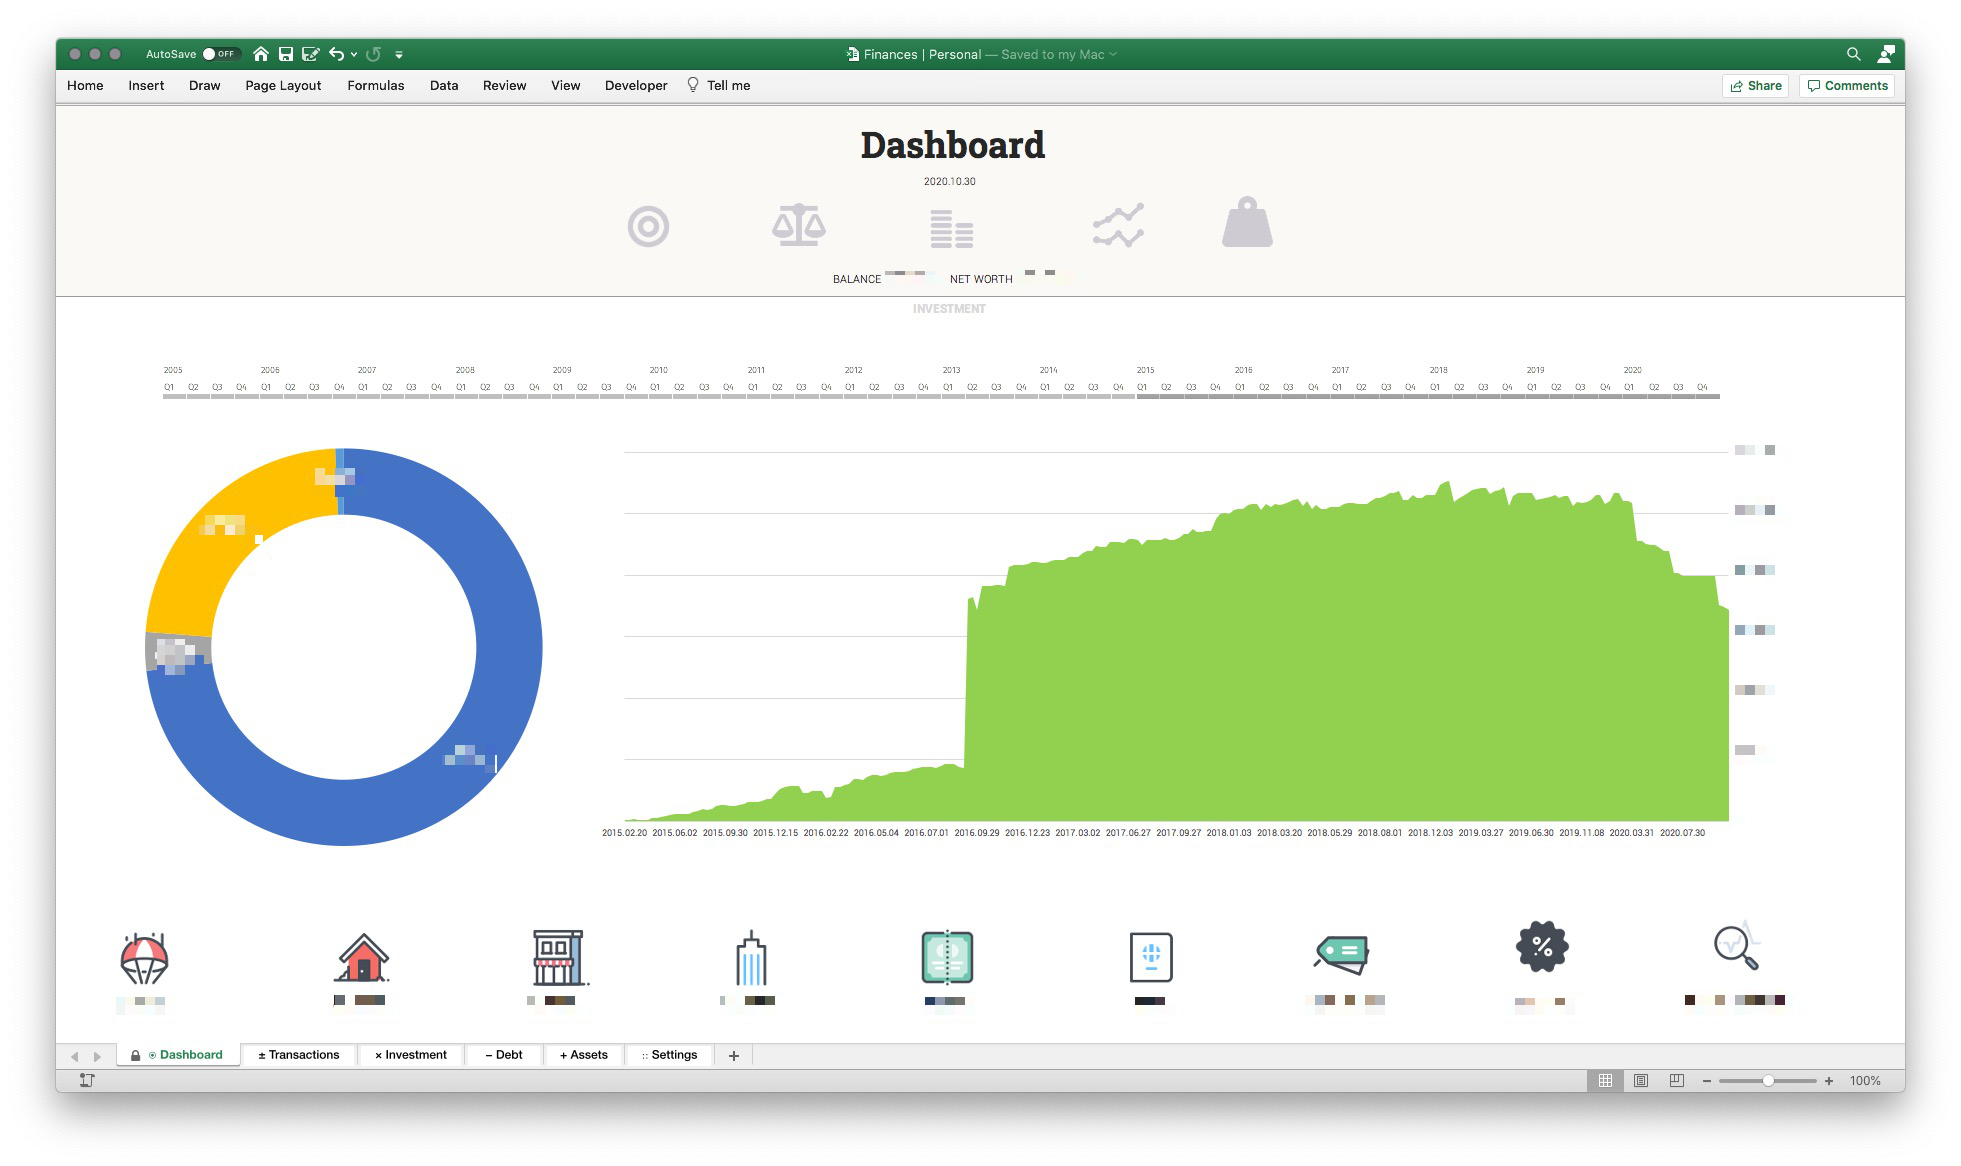 AutoSave OFF Finances | Personal — Saved to my Mac
Home Insert Draw Page Layout Formulas Data Review View Developer Tell me Share Comments
Dashboard
2020.10.30
BALANCE NET WORTH
INVESTMENT
2005 2006 2007 2008 2009 2010 2011 2012 2013 2014 2015 2016 2017 2018 2019 2020
Q1 Q2 Q3 Q4 Q1 Q2 Q3 Q4 Q1 Q2 Q3 Q4 Q1 Q2 Q3 Q4 Q1 Q2 Q3 Q4 Q1 Q2 Q3 Q4 Q1 Q2 Q3 Q4 Q1 Q2 Q3 Q4 Q1 Q2 Q3 Q4 Q1 Q2 Q3 Q4 Q1 Q2 Q3 Q4 Q1 Q2 Q3 Q4 Q1 Q2 Q3 Q4 Q1 Q2 Q3 Q4 Q1 Q2 Q3 Q4 Q1 Q2 Q3 Q4
2015.02.20 2015.06.02 2015.09.30 2015.12.15 2016.02.22 2016.05.04 2016.07.01 2016.09.29 2016.12.23 2017.03.02 2017.06.27 2017.09.27 2018.01.03 2018.03.20 2018.05.29 2018.08.01 2018.12.03 2019.03.27 2019.06.30 2019.11.08 2020.03.31 2020.07.30
Dashboard ± Transactions × Investment – Debt + Assets :: Settings +
100%